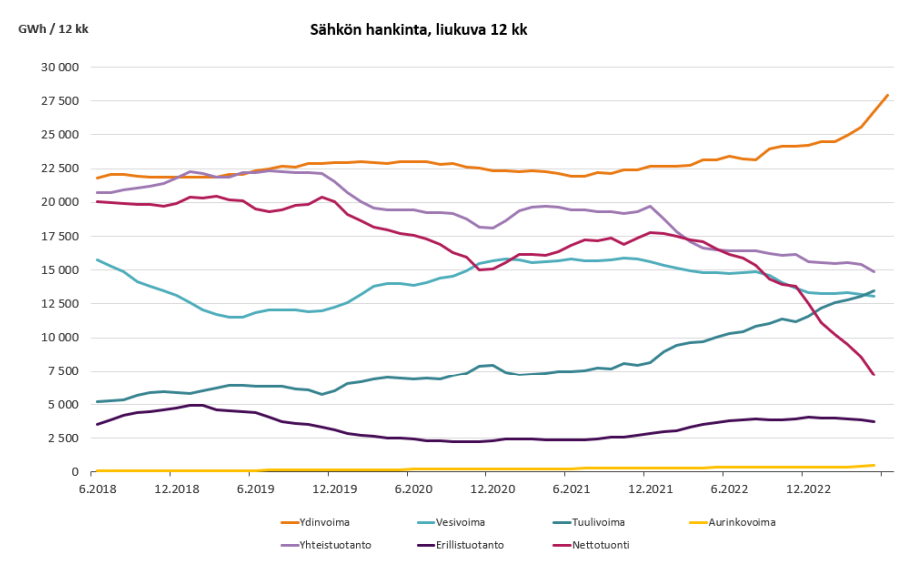 GWh / 12 kk
Sähkön hankinta, liukuva 12 kk
30 000
27 500
25 000
22 500
20 000
17 500
15 000
12 500
10 000
7 500
5 000
2 500
0
6.2018 12.2018 6.2019 12.2019 6.2020 12.2020 6.2021 12.2021 6.2022 12.2022
Ydinvoima Vesivoima Tuulivoima Aurinkovoima
Yhteistuotanto Erillistuotanto Nettotuonti